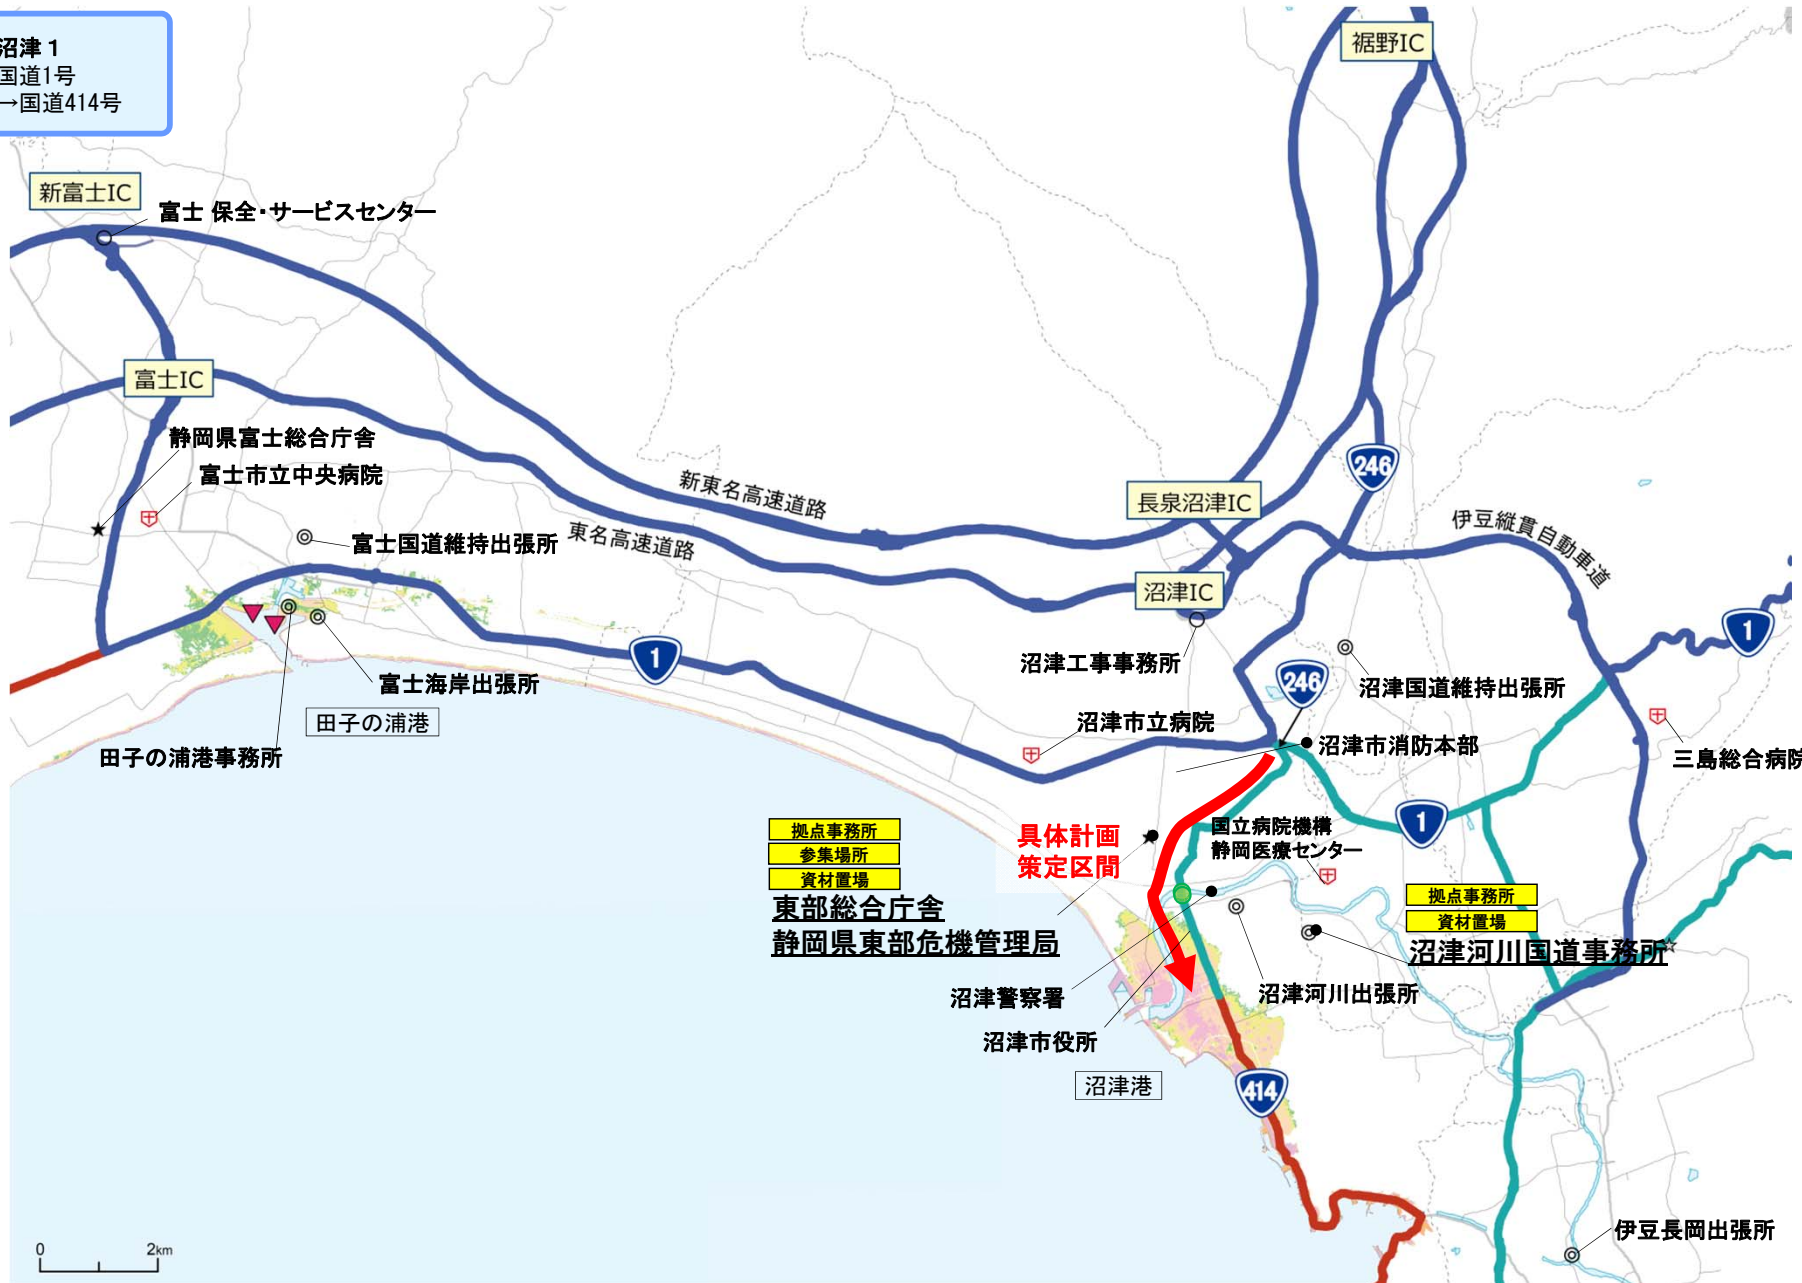 沼津1
国道1号
→国道414号
裾野IC
新富士IC
富士 保全・サービスセンター
富士IC
静岡県富士総合庁舎
富士市立中央病院
富士国道維持出張所
新東名高速道路
東名高速道路
長泉沼津IC
246
伊豆縦貫自動車道
沼津IC
1
1
沼津工事事務所
246
沼津国道維持出張所
富士海岸出張所
田子の浦港
田子の浦港事務所
沼津市立病院
沼津市消防本部
三島総合病院
拠点事務所
参集場所
資材置場
東部総合庁舎
静岡県東部危機管理局
具体計画
策定区間
国立病院機構
静岡医療センター
1
拠点事務所
資材置場
沼津河川国道事務所
沼津警察署
沼津河川出張所
沼津市役所
沼津港
414
伊豆長岡出張所
0
2km